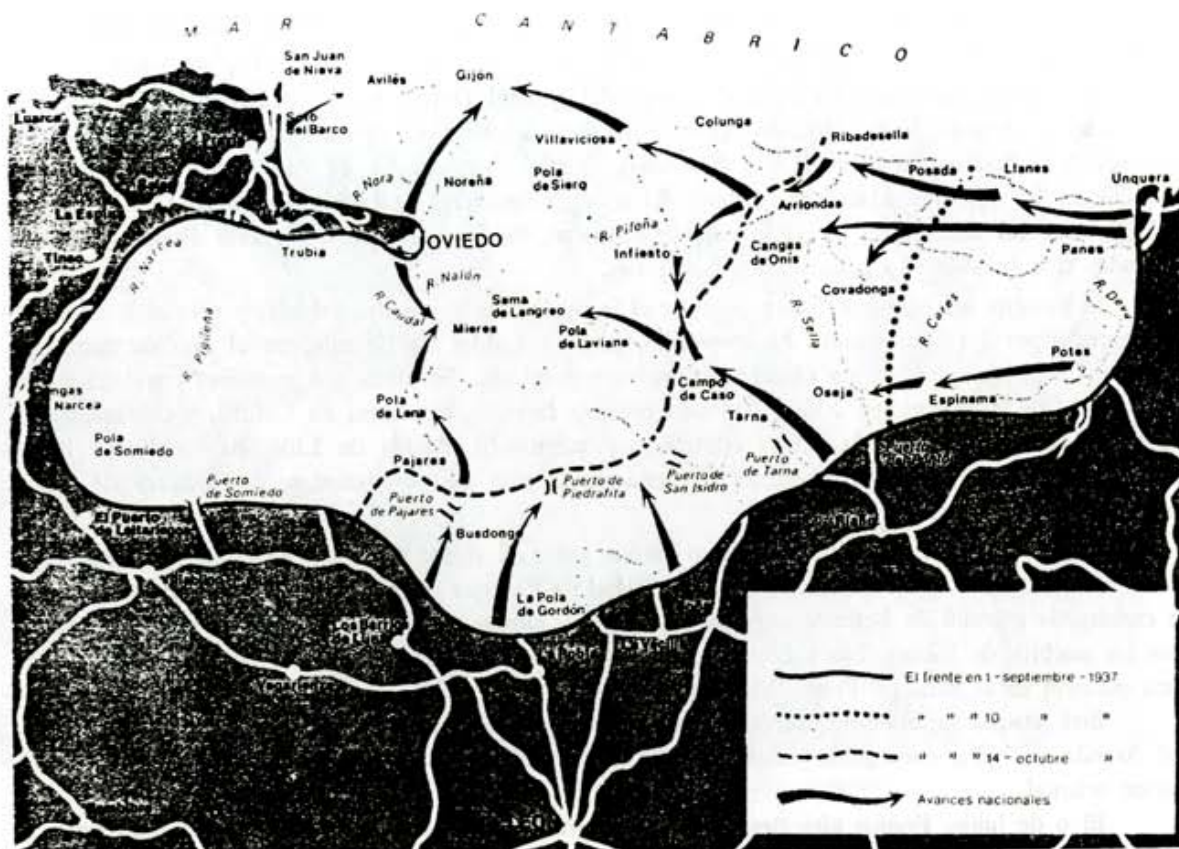 MAR CANTABRICO
San Juan
de Nieva
Avilés
Gijón
Luarca
Soto
del Barco
Villaviciosa
Colunga
Ribadesella
Posada
Llanes
Unquera
R. Nora
Noreña
Pola
de Siero
Arriondas
La Espina
OVIEDO
R. Piloña
Trubia
Infiesto
Cangas
de Onís
Panes
Tineo
R. Narcea
R. Nalón
Covadonga
R. Deva
R. Caudal
Sama
de Langreo
R. Sella
R. Cares
R. Pigüeña
Mieres
Pola
de Laviana
Potes
Campo
de Caso
Oseja
Espinama
Narcea
Pola
de Lena
Tarna
Pola
de Somiedo
Pajares
Puerto
de Tarna
Puerto
de Somiedo
Puerto
de Pajares
Puerto de
Piedrafita
Puerto de
San Isidro
El Puerto
de Leitariegos
Busdongo
La Pola
de Gordón
El frente en 1-septiembre-1937
" " " 10 " "
" " " 14-octubre "
Avances nacionales